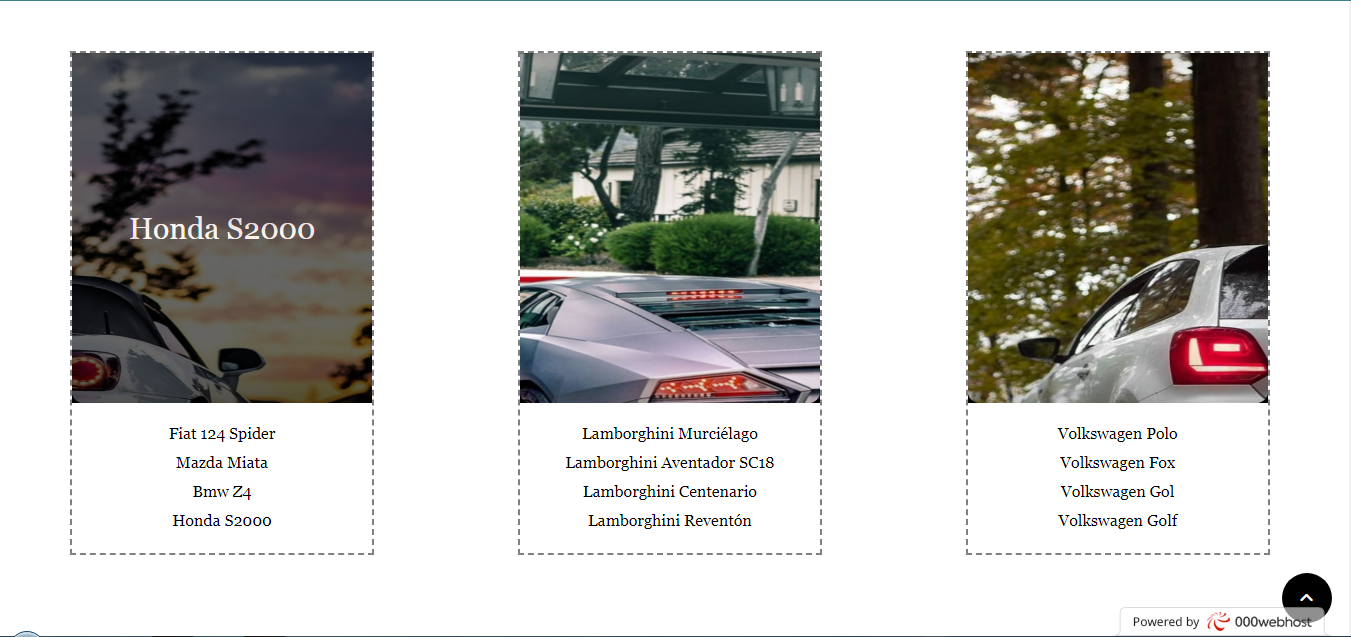 Honda S2000
Fiat 124 Spider
Mazda Miata
Bmw Z4
Honda S2000
Lamborghini Murciélago
Lamborghini Aventador SC18
Lamborghini Centenario
Lamborghini Reventón
Volkswagen Polo
Volkswagen Fox
Volkswagen Gol
Volkswagen Golf
Powered by 000webhost